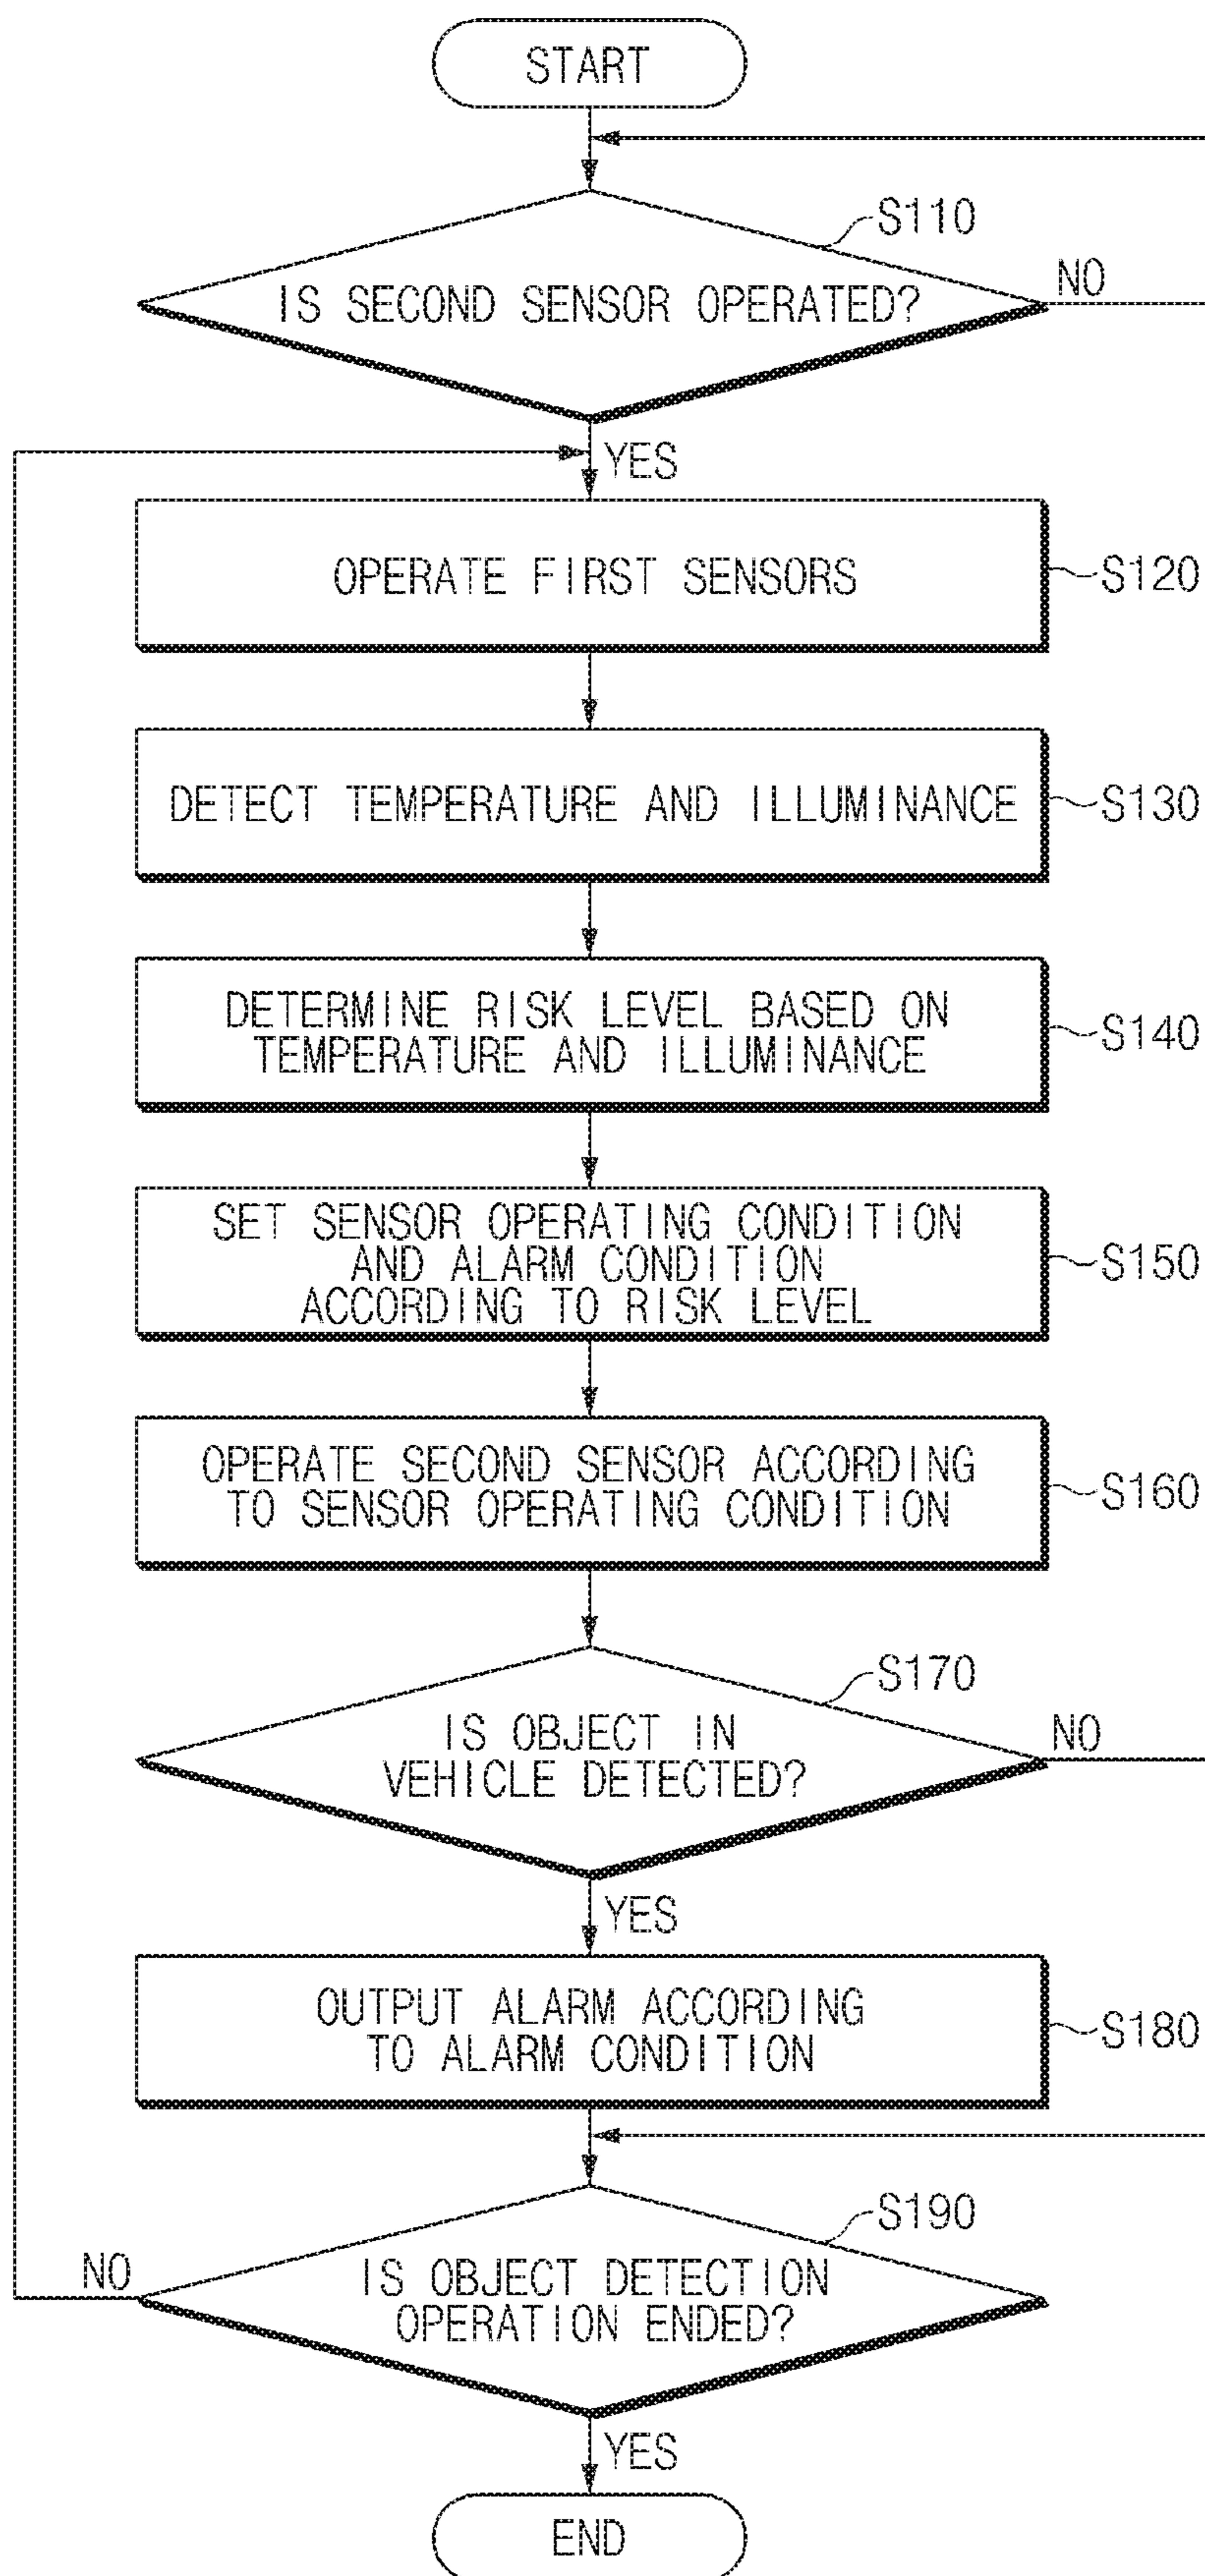 START
S110
IS SECOND SENSOR OPERATED?
NO
YES
OPERATE FIRST SENSORS
S120
DETECT TEMPERATURE AND ILLUMINANCE
S130
DETERMINE RISK LEVEL BASED ON
TEMPERATURE AND ILLUMINANCE
S140
SET SENSOR OPERATING CONDITION
AND ALARM CONDITION
ACCORDING TO RISK LEVEL
S150
OPERATE SECOND SENSOR ACCORDING
TO SENSOR OPERATING CONDITION
S160
S170
IS OBJECT IN
VEHICLE DETECTED?
NO
YES
OUTPUT ALARM ACCORDING
TO ALARM CONDITION
S180
S190
NO
IS OBJECT DETECTION
OPERATION ENDED?
YES
END